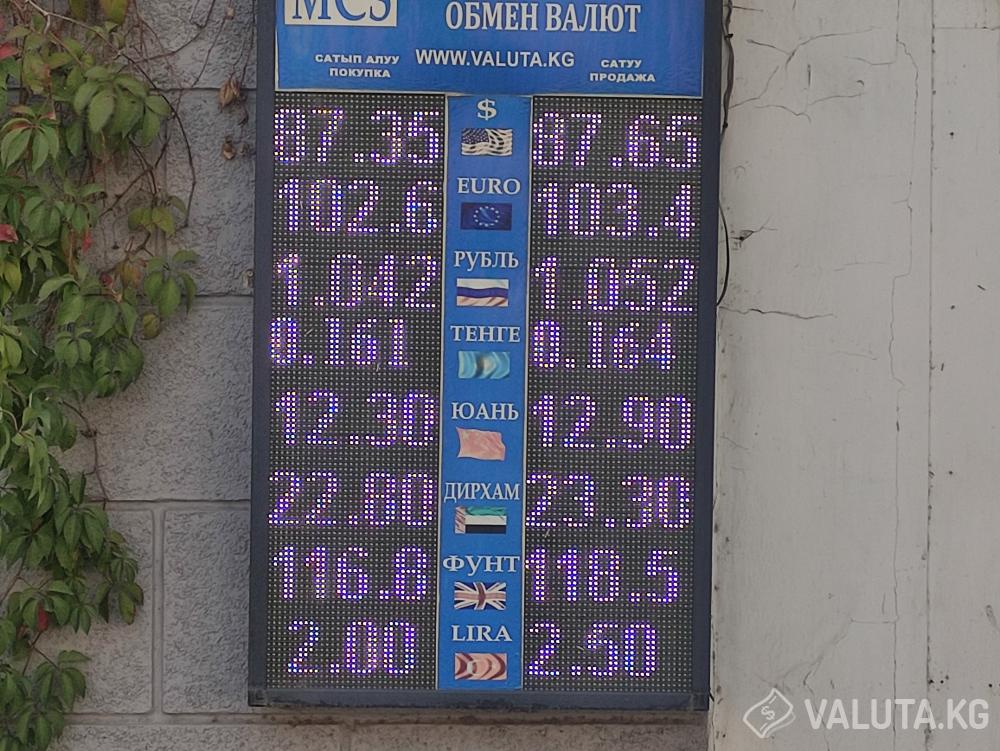 MCS
ОБМЕН ВАЛЮТ
САТЫП АЛУУ
ПОКУПКА
WWW.VALUTA.KG
САТУУ
ПРОДАЖА
87.35 $ 87.65
102.6 EURO 103.4
1.042 РУБЛЬ 1.052
0.161 ТЕНГЕ 0.164
12.30 ЮАНЬ 12.90
22.80 ДИРХАМ 23.30
116.8 ФУНТ 118.5
2.00 LIRA 2.50
VALUTA.KG